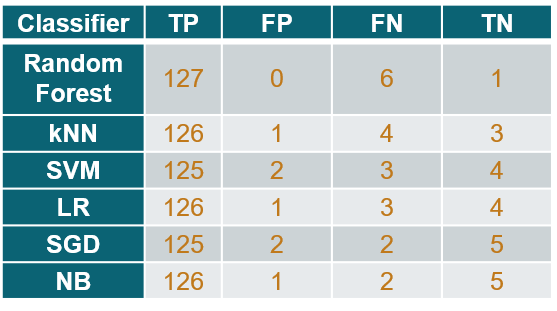 Classifier TP FP FN TN
Random
Forest 127 0 6 1
kNN 126 1 4 3
SVM 125 2 3 4
LR 126 1 3 4
SGD 125 2 2 5
NB 126 1 2 5